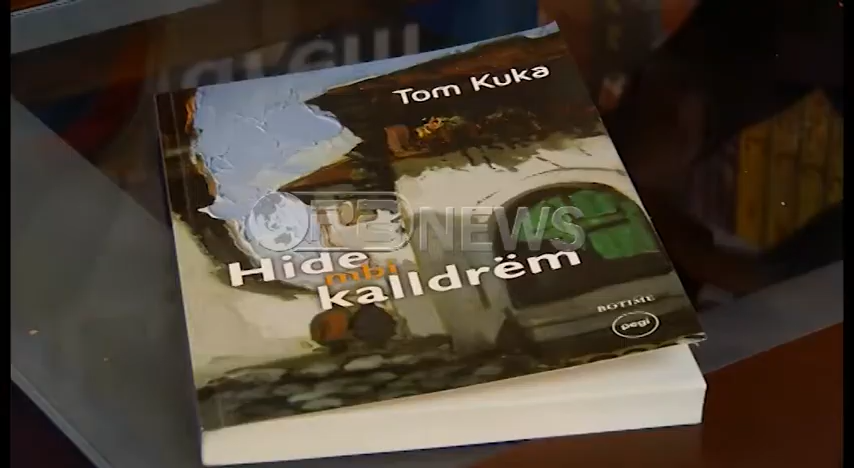 Tom Kuka
NEWS
Hide
mbi
kalldrëm
BOTIME
pegi